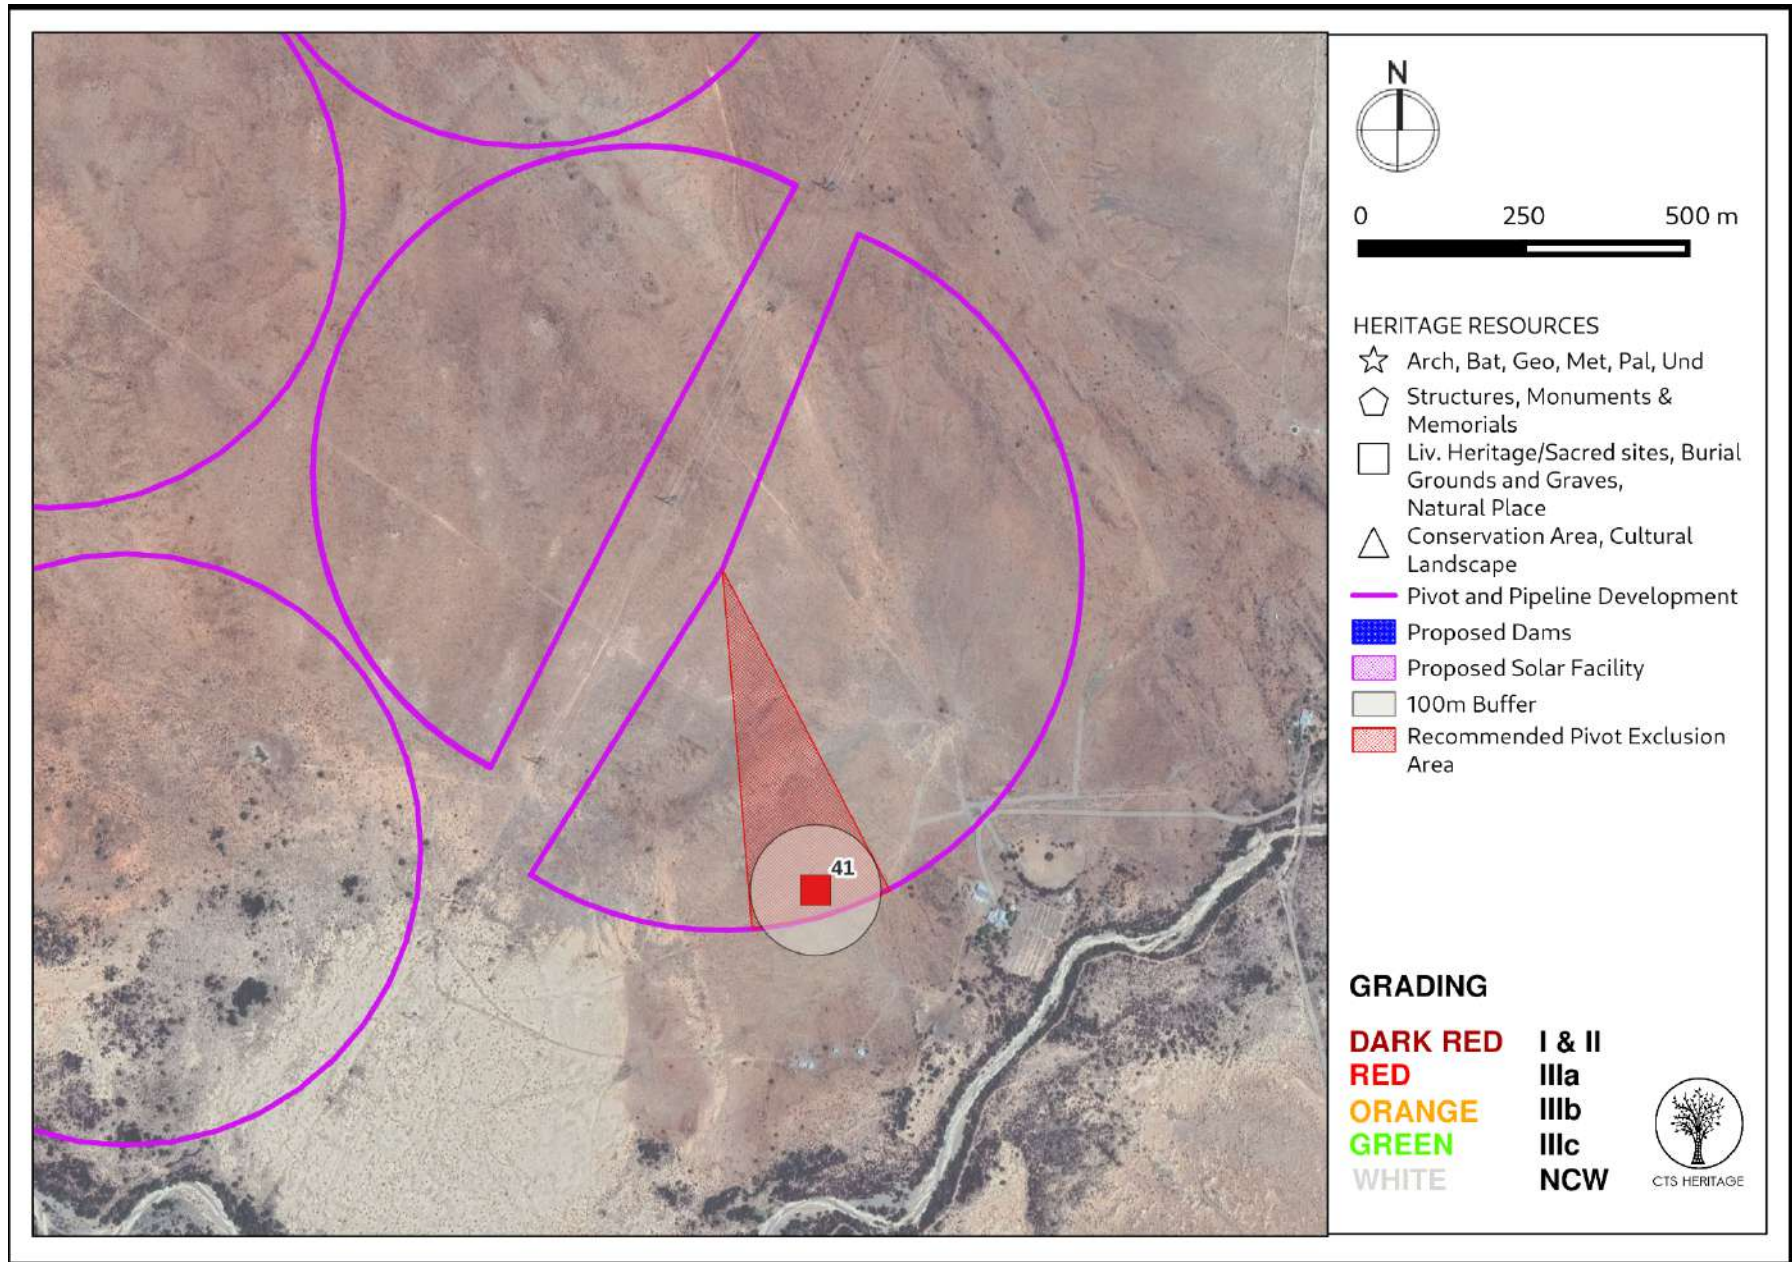 N
0 250 500 m
HERITAGE RESOURCES
Arch, Bat, Geo, Met, Pal, Und
Structures, Monuments &
Memorials
Liv. Heritage/Sacred sites, Burial
Grounds and Graves,
Natural Place
Conservation Area, Cultural
Landscape
Pivot and Pipeline Development
Proposed Dams
Proposed Solar Facility
100m Buffer
Recommended Pivot Exclusion
Area
41
GRADING
DARK RED I & II
RED IIIa
ORANGE IIIb
GREEN IIIc
WHITE NCW
CTS HERITAGE